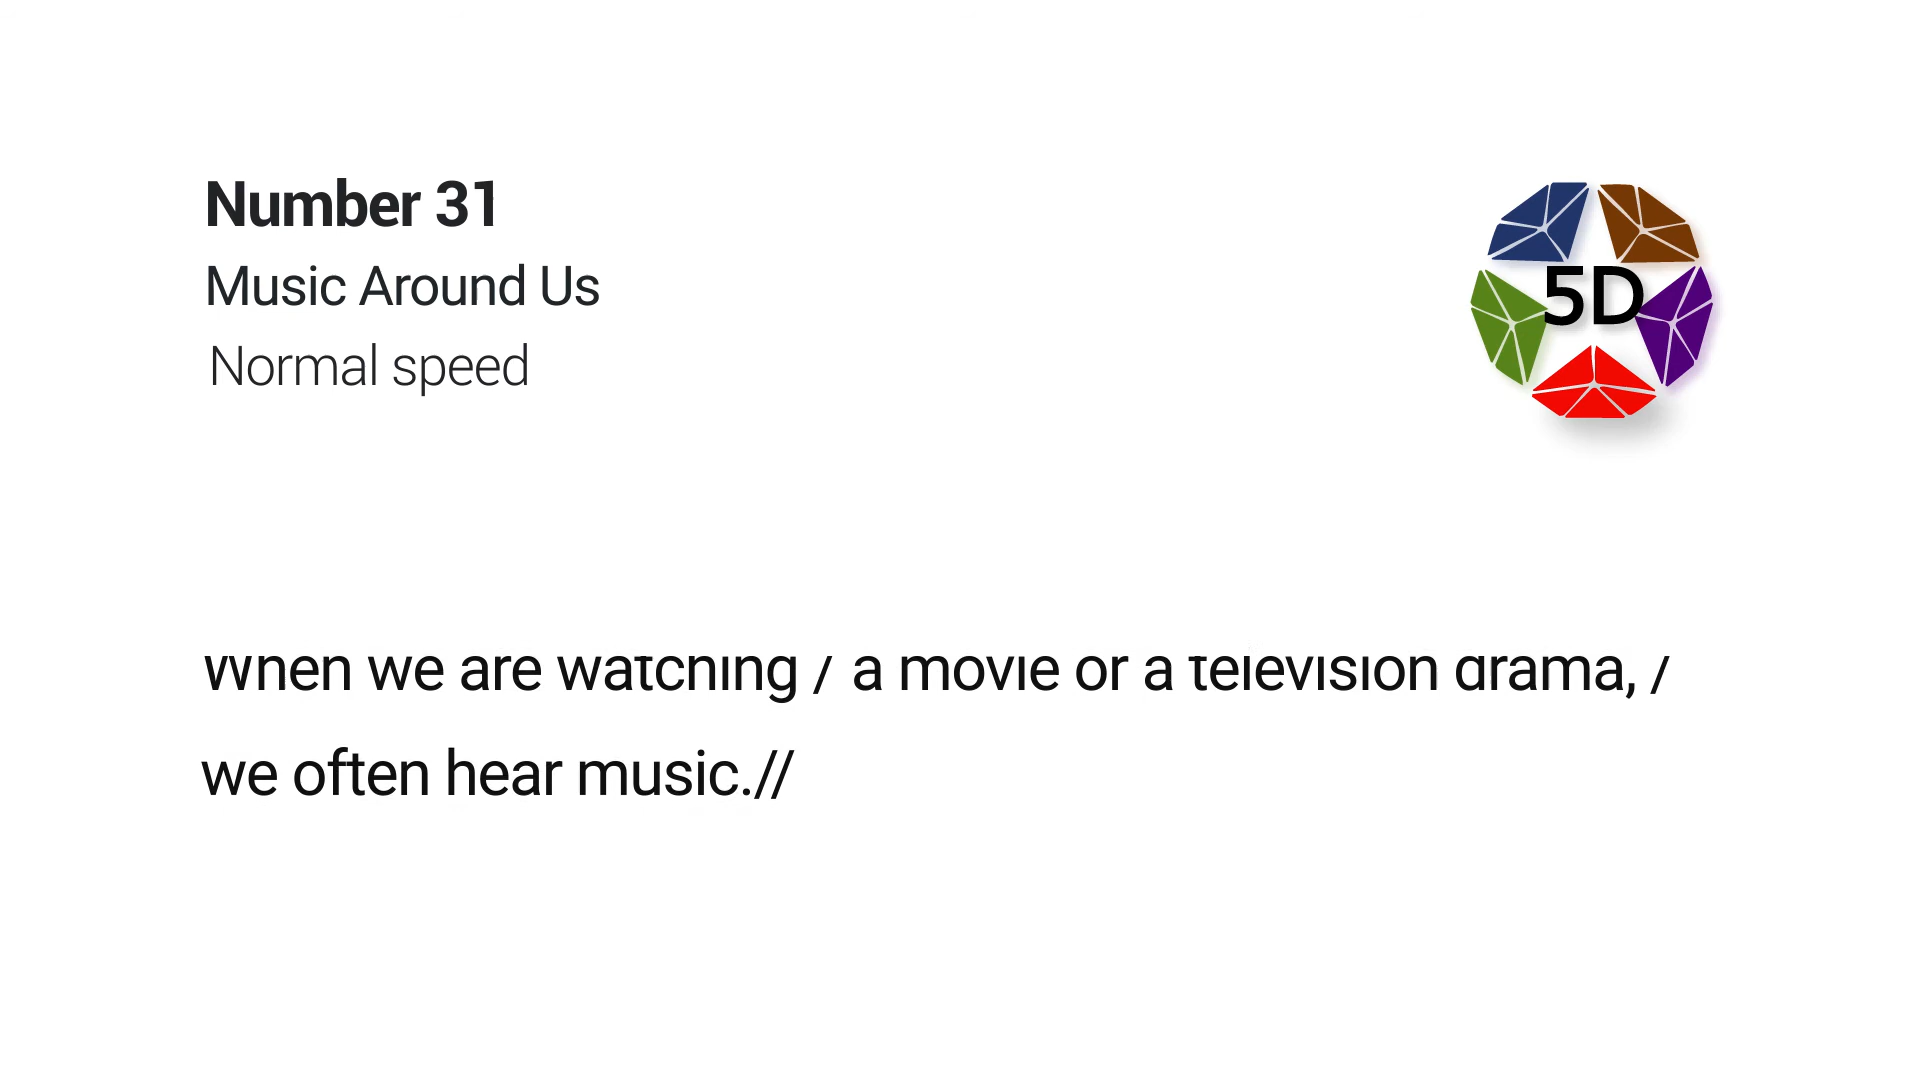 Number 31
Music Around Us
Normal speed
5D
When we are watching / a movie or a television drama, /
we often hear music.//